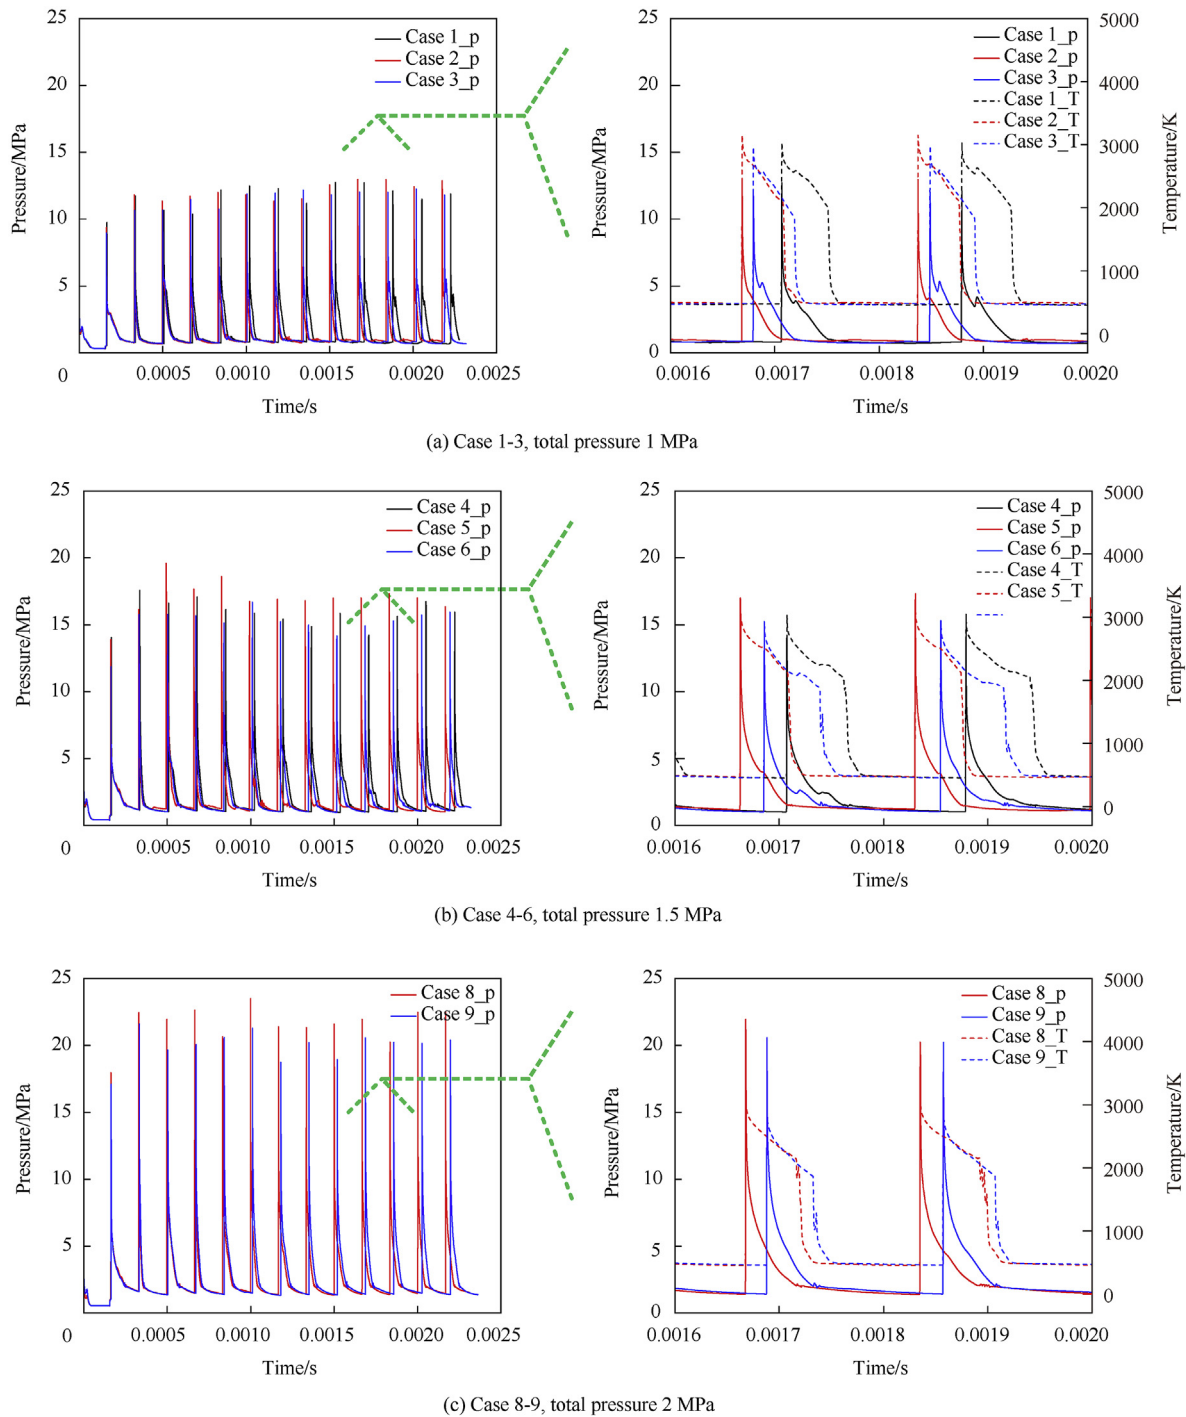 25
20
15
10
5
0
Pressure/MPa
Case 1_p
Case 2_p
Case 3_p
0.0005 0.0010 0.0015 0.0020 0.0025
Time/s
25
20
15
10
5
0
Pressure/MPa
Case 1_p
Case 2_p
Case 3_p
Case 1_T
Case 2_T
Case 3_T
5000
4000
3000
2000
1000
0
Temperature/K
0.0016 0.0017 0.0018 0.0019 0.0020
Time/s
(a) Case 1-3, total pressure 1 MPa
25
20
15
10
5
0
Pressure/MPa
Case 4_p
Case 5_p
Case 6_p
0.0005 0.0010 0.0015 0.0020 0.0025
Time/s
25
20
15
10
5
0
Pressure/MPa
Case 4_p
Case 5_p
Case 6_p
Case 4_T
Case 5_T
5000
4000
3000
2000
1000
0
Temperature/K
0.0016 0.0017 0.0018 0.0019 0.0020
Time/s
(b) Case 4-6, total pressure 1.5 MPa
25
20
15
10
5
0
Pressure/MPa
Case 8_p
Case 9_p
0.0005 0.0010 0.0015 0.0020 0.0025
Time/s
25
20
15
10
5
0
Pressure/MPa
Case 8_p
Case 9_p
Case 8_T
Case 9_T
5000
4000
3000
2000
1000
0
Temperature/K
0.0016 0.0017 0.0018 0.0019 0.0020
Time/s
(c) Case 8-9, total pressure 2 MPa